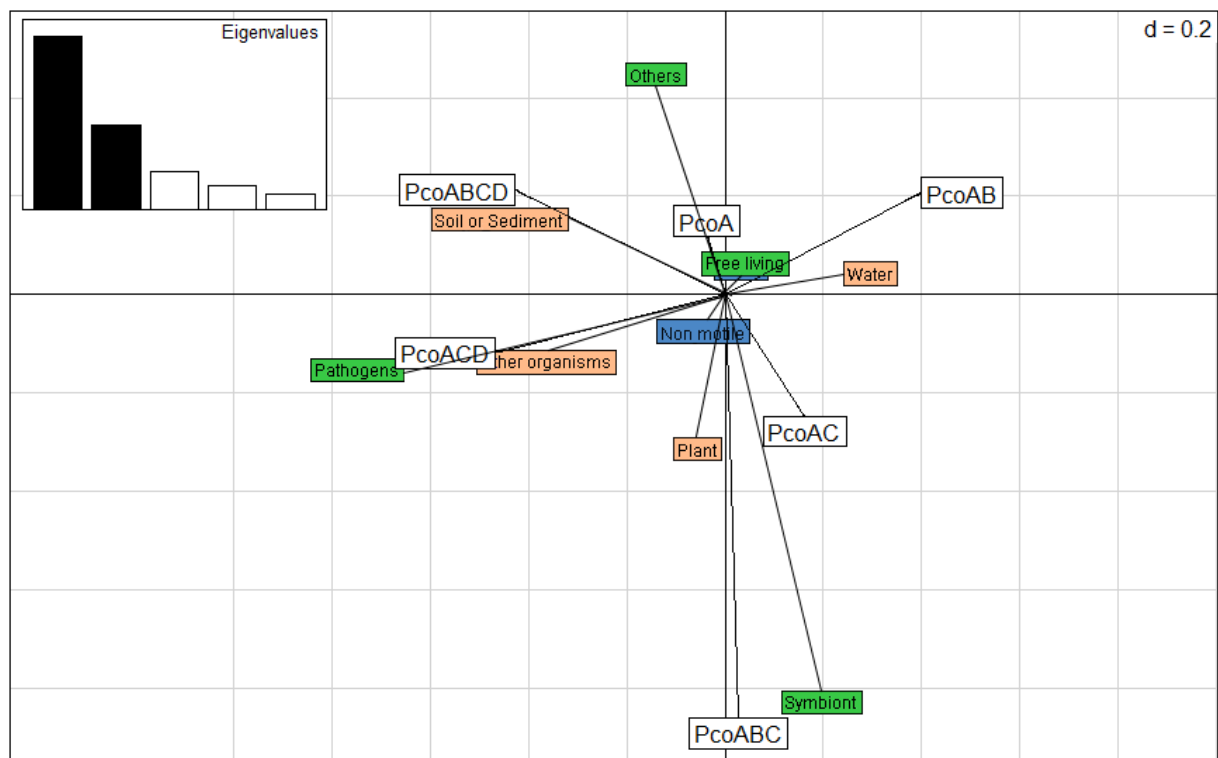 Eigenvalues
d = 0.2
Others
PcoABCD
PcoAB
Soil or Sediment
PcoA
Free living
Water
Non motile
PcoACD
ther organisms
Pathogens
PcoAC
Plant
Symbiont
PcoABC